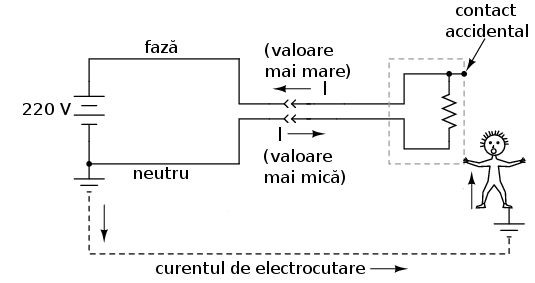 contact
accidental
fază
(valoare
mai mare)
I
220 V
I
(valoare
mai mică)
neutru
curentul de electrocutare